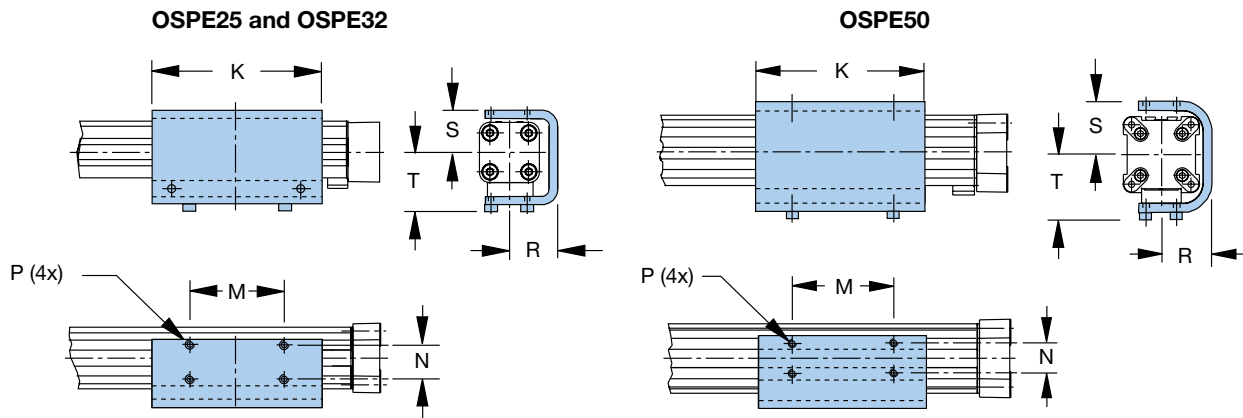 OSPE25 and OSPE32
K
S
T
R
P (4x)
M
N
OSPE50
K
S
T
R
P (4x)
M
N